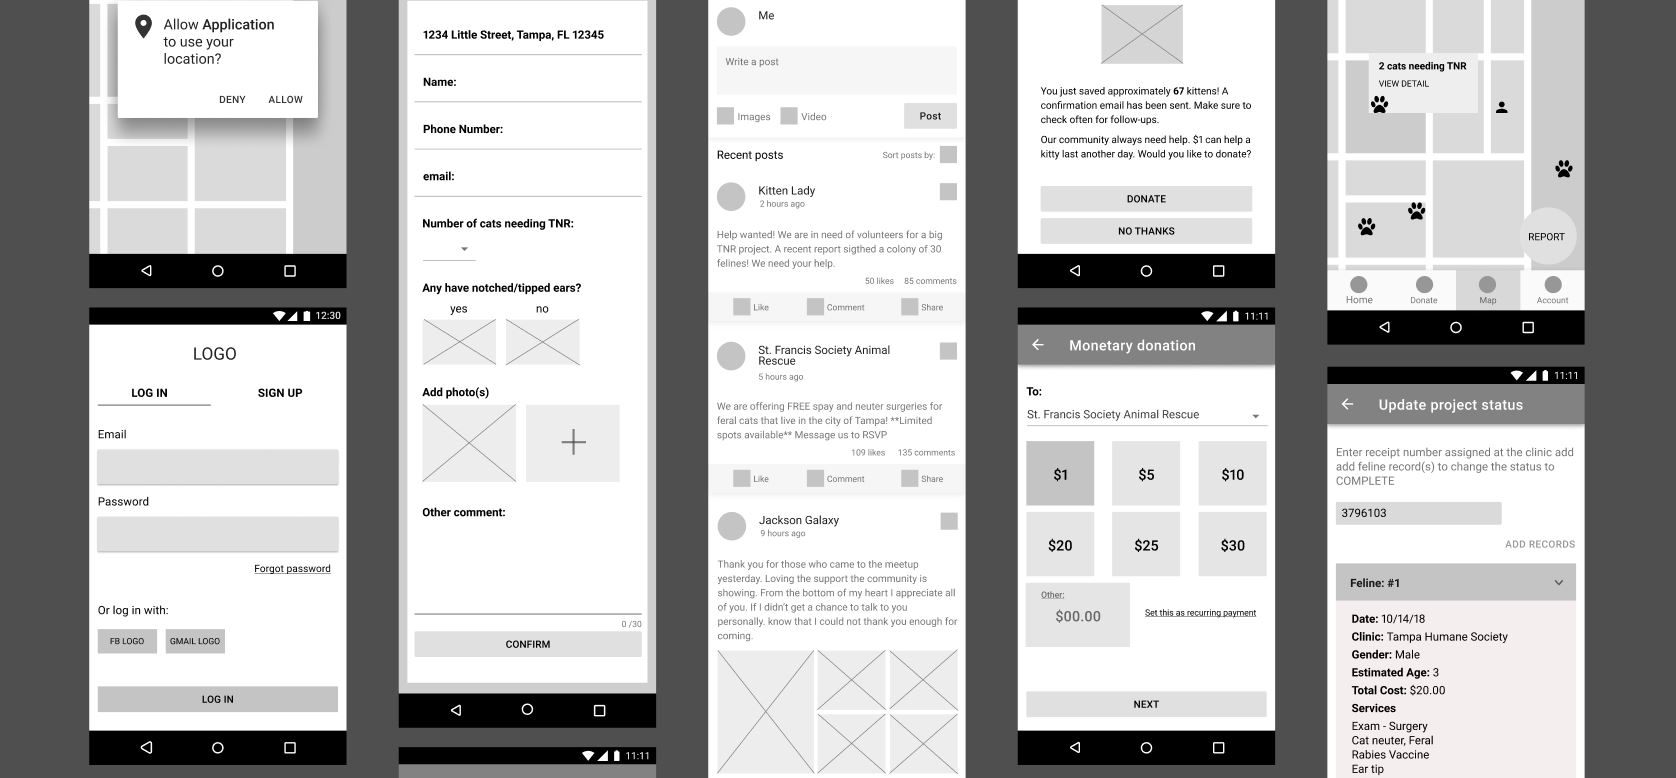 Allow Application
to use your
location?
DENY ALLOW
12:30
LOGO
LOG IN SIGN UP
Email
Password
Forgot password
Or log in with:
FB LOGO GMAIL LOGO
LOG IN
1234 Little Street, Tampa, FL 12345
Name:
Phone Number:
email:
Number of cats needing TNR:
Any have notched/tipped ears?
yes no
Add photo(s)
Other comment:
0 /30
CONFIRM
11:11
Me
Write a post
Images Video Post
Recent posts Sort posts by:
Kitten Lady
2 hours ago
Help wanted! We are in need of volunteers for a big
TNR project. A recent report sigthed a colony of 30
felines! We need your help.
50 likes 85 comments
Like Comment Share
St. Francis Society Animal
Rescue
5 hours ago
We are offering FREE spay and neuter surgeries for
feral cats that live in the city of Tampa! **Limited
spots available** Message us to RSVP
109 likes 135 comments
Like Comment Share
Jackson Galaxy
9 hours ago
Thank you for those who came to the meetup
yesterday. Loving the support the community is
showing. From the bottom of my heart I appreciate all
of you. If I didn't get a chance to talk to you
personally. know that I could not thank you enough for
coming.
You just saved approximately 67 kittens! A
confirmation email has been sent. Make sure to
check often for follow-ups.
Our community always need help. $1 can help a
kitty last another day. Would you like to donate?
DONATE
NO THANKS
11:11
Monetary donation
To:
St. Francis Society Animal Rescue
$1 $5 $10
$20 $25 $30
Other:
$00.00
Set this as recurring payment
NEXT
2 cats needing TNR
VIEW DETAIL
REPORT
Home Donate Map Account
11:11
Update project status
Enter receipt number assigned at the clinic add
add feline record(s) to change the status to
COMPLETE
3796103
ADD RECORDS
Feline: #1
Date: 10/14/18
Clinic: Tampa Humane Society
Gender: Male
Estimated Age: 3
Total Cost: $20.00
Services
Exam - Surgery
Cat neuter, Feral
Rabies Vaccine
Ear tip